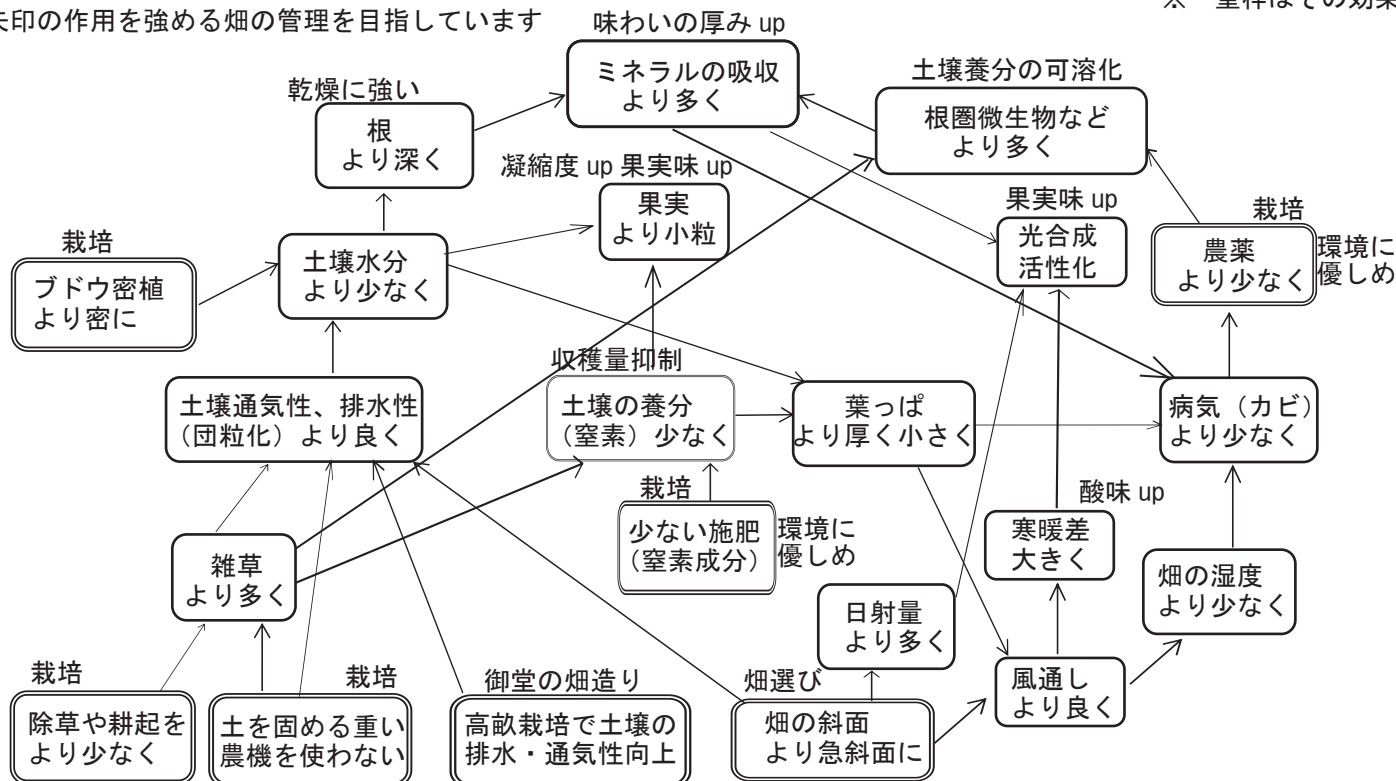 矢印の作用を強める畑の管理を目指しています
味わいの厚み up
ミネラルの吸収
より多く
土壌養分の可溶化
根圏微生物など
より多く
乾燥に強い
根
より深く
凝縮度 up 果実味 up
果実
より小粒
果実味 up
光合成
活性化
栽培
農薬
より少なく
環境に
優しめ
栽培
ブドウ密植
より密に
土壌水分
より少なく
収穫量抑制
土壌の養分
(窒素)少なく
土壌通気性、排水性
(団粒化)より良く
葉っぱ
より厚く小さく
病気(カビ)
より少なく
栽培
少ない施肥
(窒素成分)
環境に
優しめ
酸味 up
寒暖差
大きく
雑草
より多く
日射量
より多く
畑の湿度
より少なく
栽培
除草や耕起を
より少なく
栽培
土を固める重い
農機を使わない
御堂の畑造り
高畝栽培で土壌の
排水・通気性向上
畑選び
畑の斜面
より急斜面に
風通し
より良く